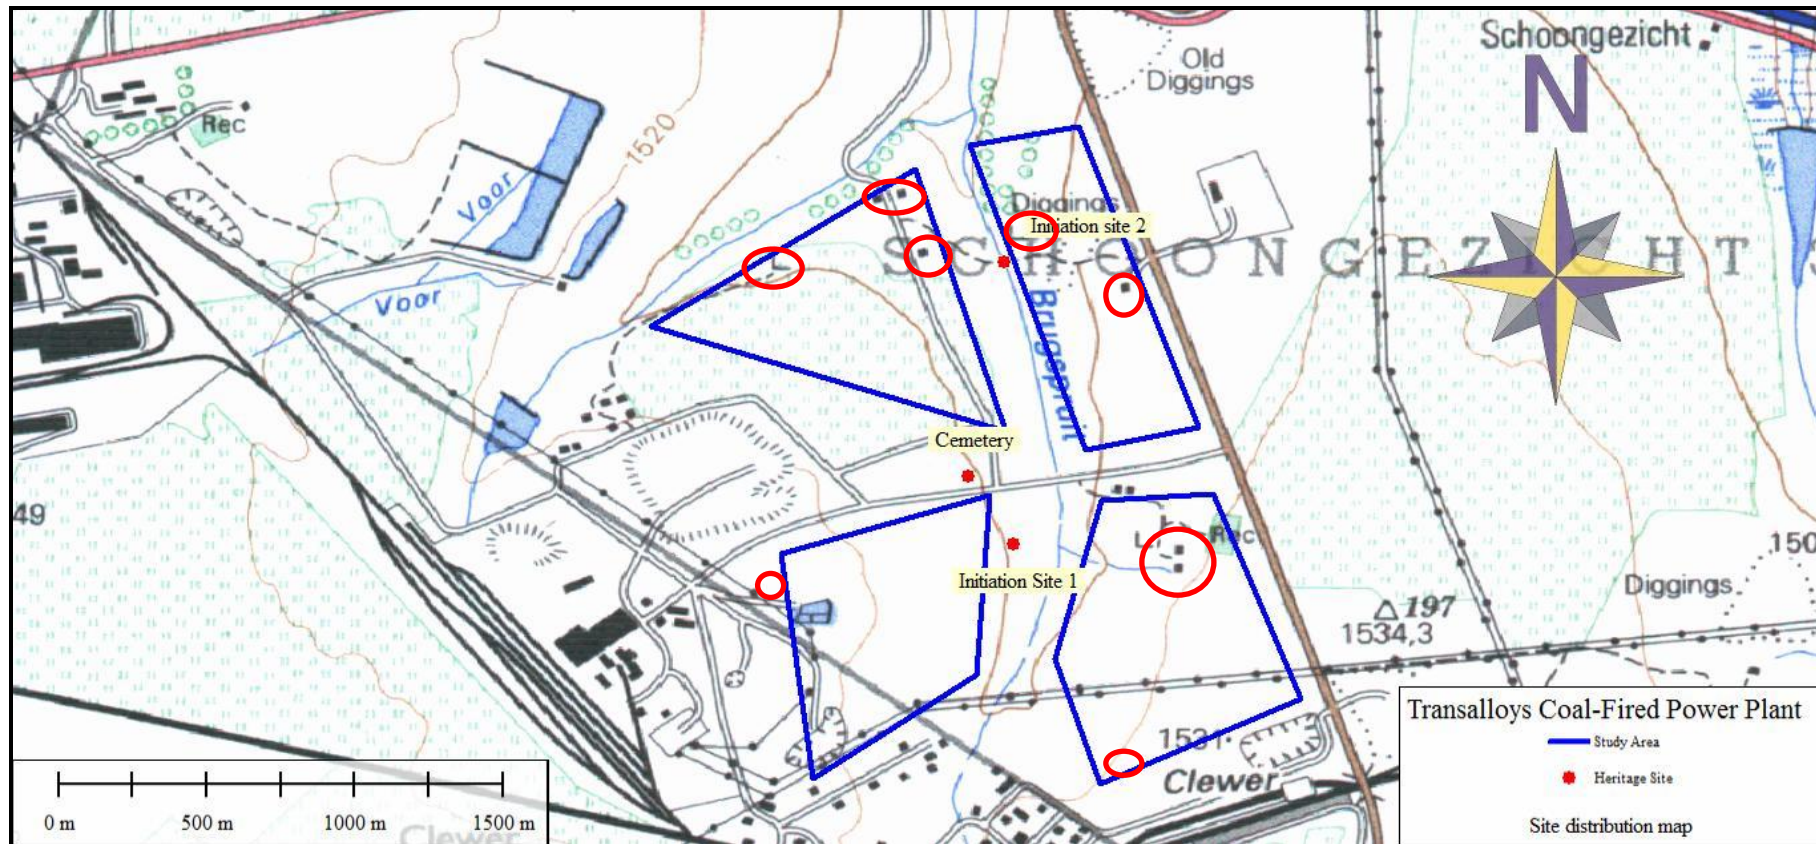 Schoongezicht
N
Old
Diggings
Rec
1520
Voor
Diggings
Initiation site 2
SCHOONGEZICHT
Voor
Brugspruit
Cemetery
49
Rec
150
Initiation Site 1
Diggings
197
1534,3
Transalloys Coal-Fired Power Plant
Study Area
1531
Heritage Site
Clewer
0 m
500 m
1000 m
1500 m
Site distribution map
Clewer